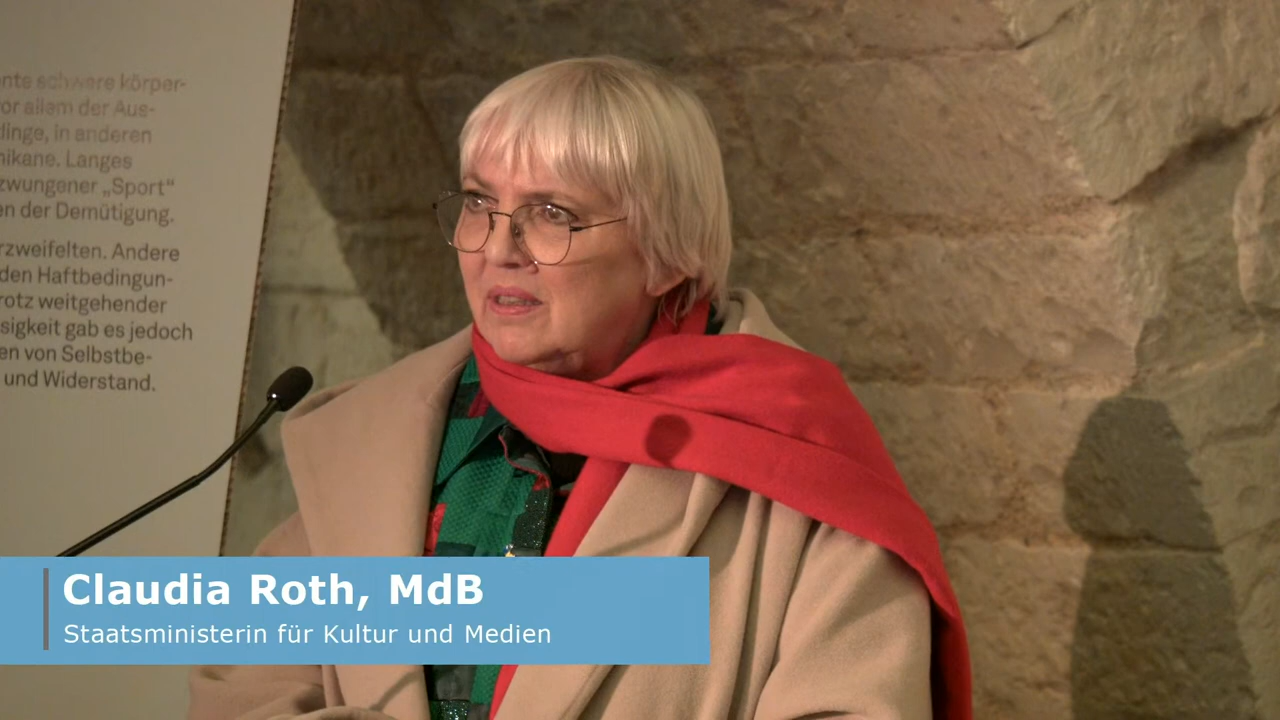 schwere körper-
vor allem der Aus-
in anderen
Langes
„Sport“
der Demütigung.
Andere
den Haftbedingun-
weitgehender
gab es jedoch
von Selbstbe-
und Widerstand.
Claudia Roth, MdB
Staatsministerin für Kultur und Medien